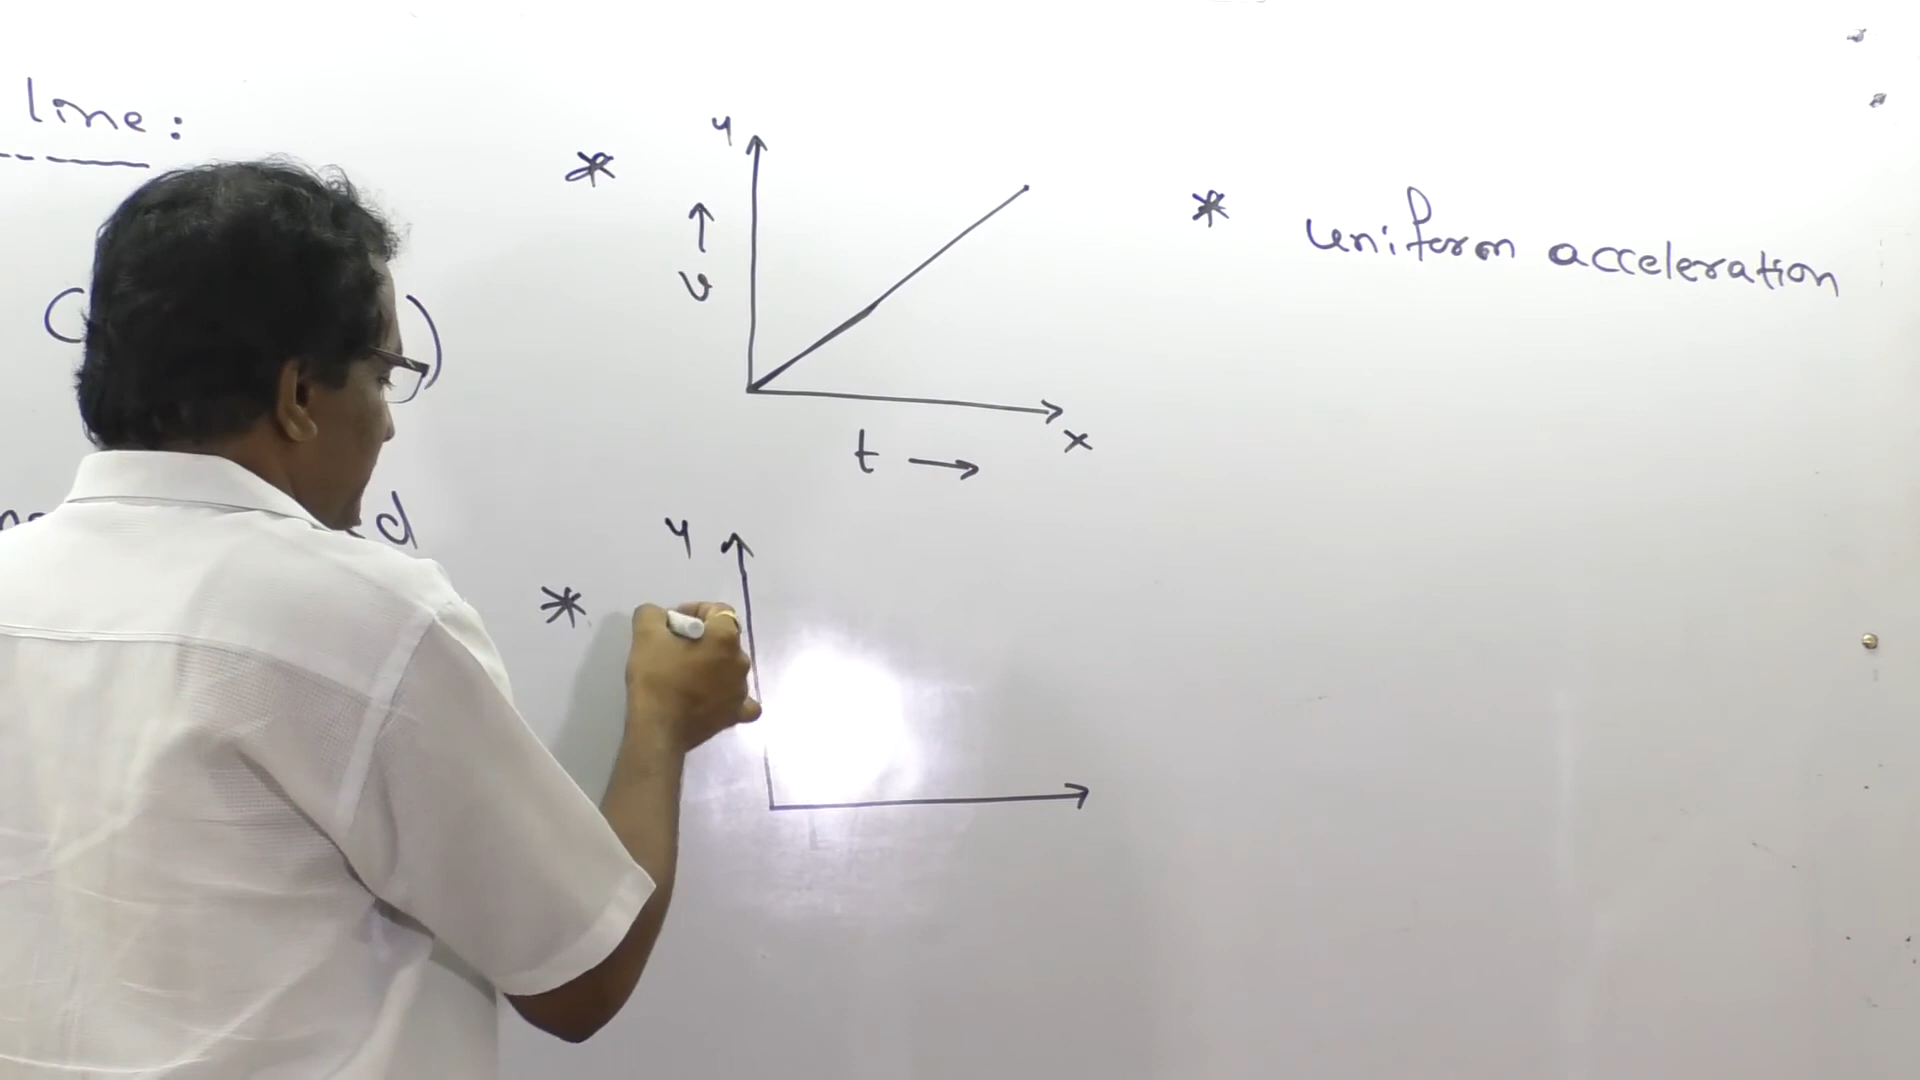 line:
( )
d
* y
↑
v
t → x
* uniform acceleration
y
*